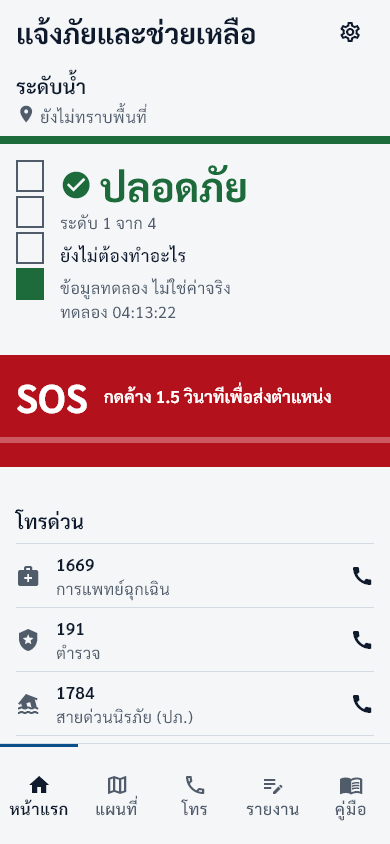 แจ้งภัยและช่วยเหลือ
ระดับน้ำ
ยังไม่ทราบพื้นที่
ปลอดภัย
ระดับ 1 จาก 4
ยังไม่ต้องทำอะไร
ข้อมูลทดลอง ไม่ใช่ค่าจริง
ทดลอง 04:13:22
SOS กดค้าง 1.5 วินาทีเพื่อส่งตำแหน่ง
โทรด่วน
1669
การแพทย์ฉุกเฉิน
191
ตำรวจ
1784
สายด่วนนิรภัย (ปภ.)
หน้าแรก แผนที่ โทร รายงาน คู่มือ